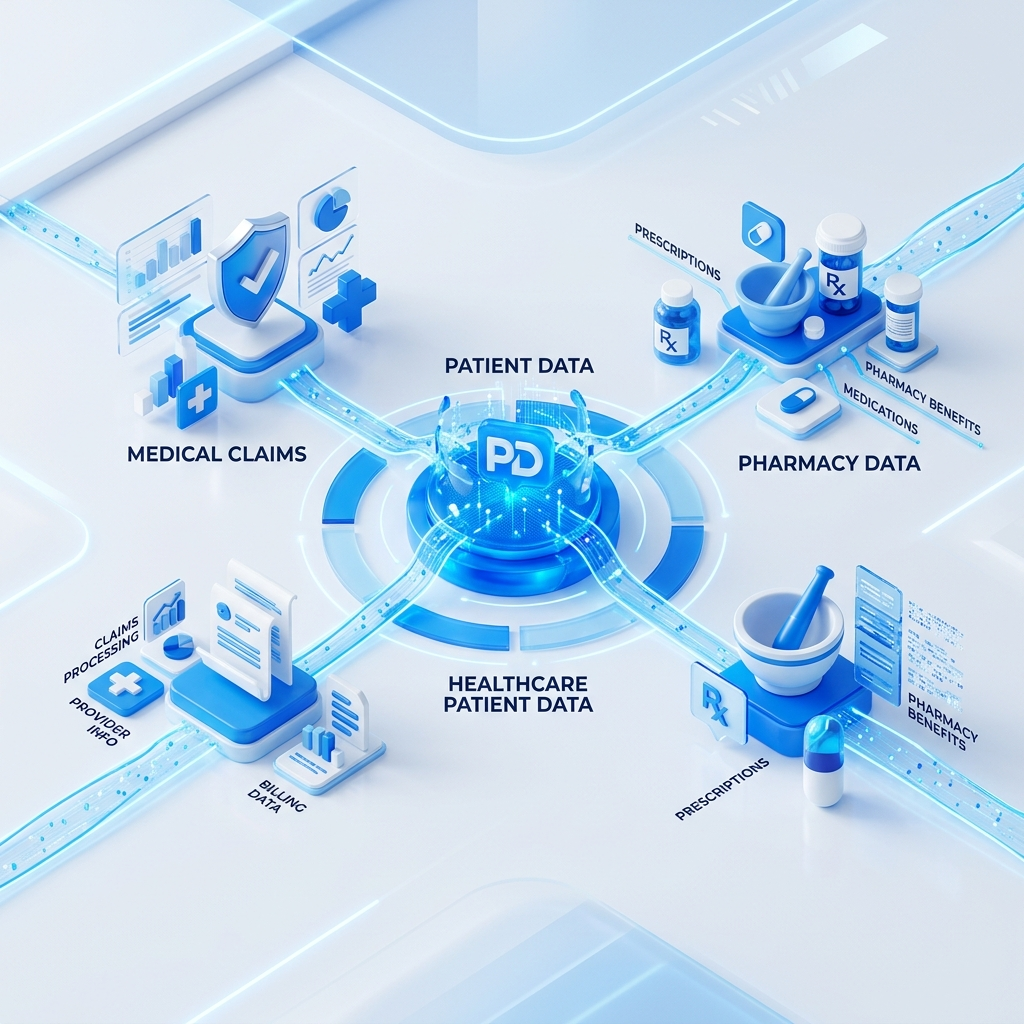 PRESCRIPTIONS
Rx
Rx
PATIENT DATA
PHARMACY BENEFITS
MEDICATIONS
MEDICAL CLAIMS
PD
PHARMACY DATA
CLAIMS
PROCESSING
PROVIDER
INFO
BILLING
DATA
HEALTHCARE
PATIENT DATA
Rx
PHARMACY
BENEFITS
PRESCRIPTIONS